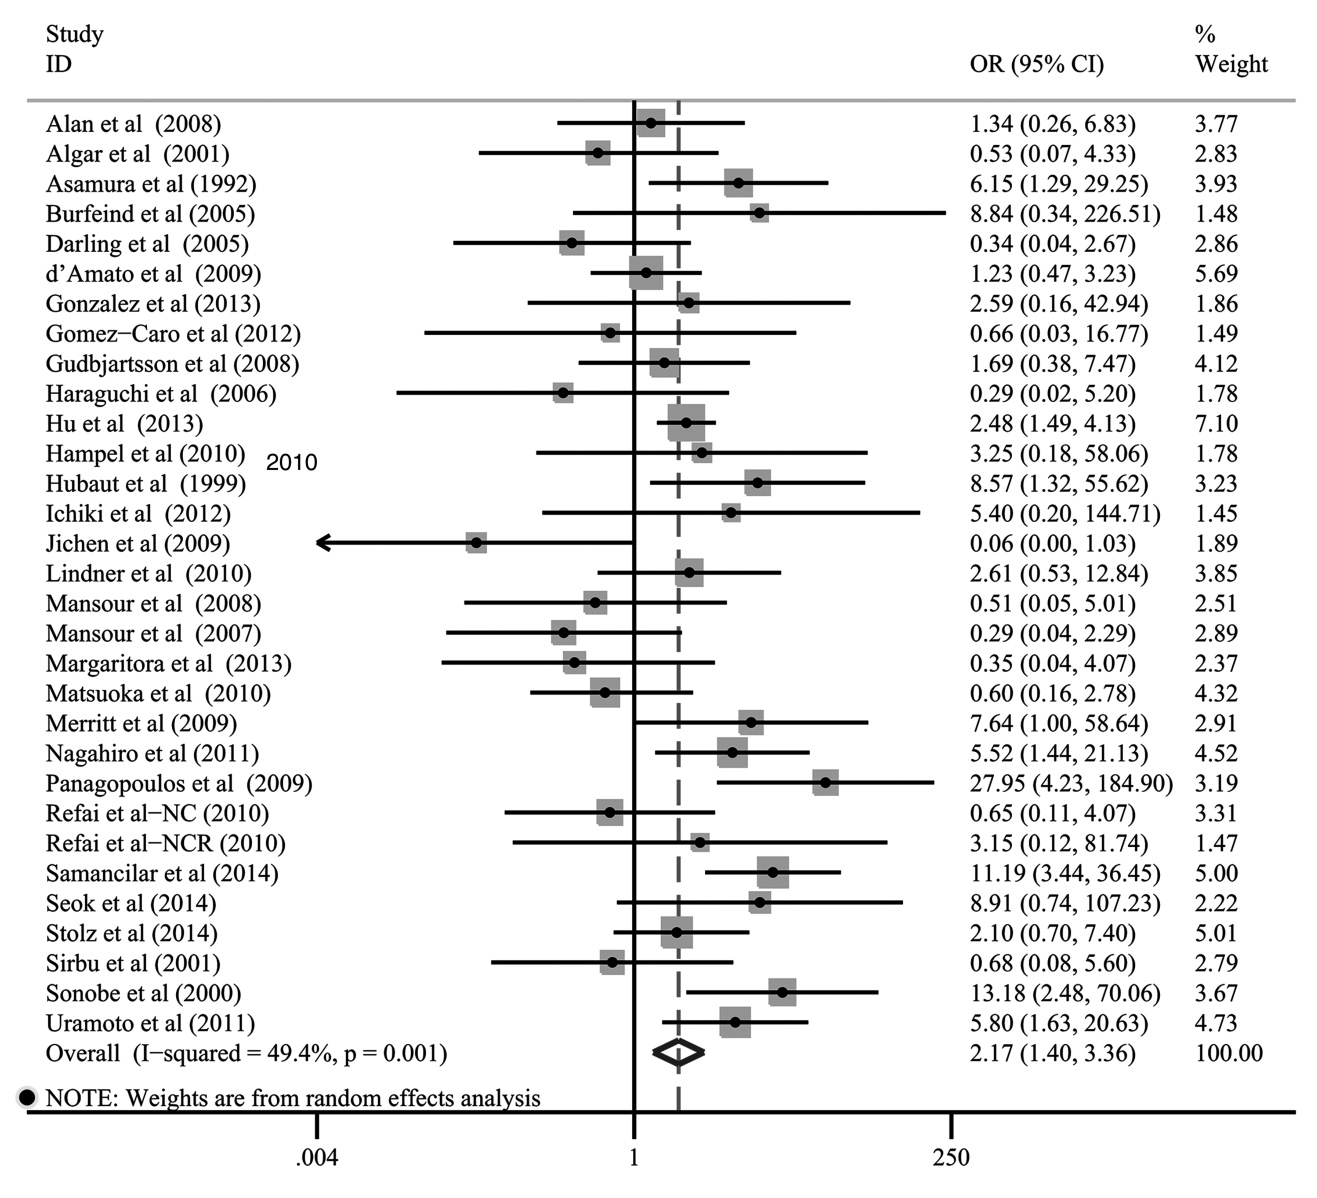 Study %
ID OR (95% CI) Weight
Alan et al (2008) 1.34 (0.26, 6.83) 3.77
Algar et al (2001) 0.53 (0.07, 4.33) 2.83
Asamura et al (1992) 6.15 (1.29, 29.25) 3.93
Burfeind et al (2005) 8.84 (0.34, 226.51) 1.48
Darling et al (2005) 0.34 (0.04, 2.67) 2.86
d’Amato et al (2009) 1.23 (0.47, 3.23) 5.69
Gonzalez et al (2013) 2.59 (0.16, 42.94) 1.86
Gomez−Caro et al (2012) 0.66 (0.03, 16.77) 1.49
Gudbjartsson et al (2008) 1.69 (0.38, 7.47) 4.12
Haraguchi et al (2006) 0.29 (0.02, 5.20) 1.78
Hu et al (2013) 2.48 (1.49, 4.13) 7.10
Hampel et al (2010) 3.25 (0.18, 58.06) 1.78
2010
Hubaut et al (1999) 8.57 (1.32, 55.62) 3.23
Ichiki et al (2012) 5.40 (0.20, 144.71) 1.45
Jichen et al (2009) 0.06 (0.00, 1.03) 1.89
Lindner et al (2010) 2.61 (0.53, 12.84) 3.85
Mansour et al (2008) 0.51 (0.05, 5.01) 2.51
Mansour et al (2007) 0.29 (0.04, 2.29) 2.89
Margaritora et al (2013) 0.35 (0.04, 4.07) 2.37
Matsuoka et al (2010) 0.60 (0.16, 2.78) 4.32
Merritt et al (2009) 7.64 (1.00, 58.64) 2.91
Nagahiro et al (2011) 5.52 (1.44, 21.13) 4.52
Panagopoulos et al (2009) 27.95 (4.23, 184.90) 3.19
Refai et al−NC (2010) 0.65 (0.11, 4.07) 3.31
Refai et al−NCR (2010) 3.15 (0.12, 81.74) 1.47
Samancilar et al (2014) 11.19 (3.44, 36.45) 5.00
Seok et al (2014) 8.91 (0.74, 107.23) 2.22
Stolz et al (2014) 2.10 (0.70, 7.40) 5.01
Sirbu et al (2001) 0.68 (0.08, 5.60) 2.79
Sonobe et al (2000) 13.18 (2.48, 70.06) 3.67
Uramoto et al (2011) 5.80 (1.63, 20.63) 4.73
Overall (I−squared = 49.4%, p = 0.001) 2.17 (1.40, 3.36) 100.00
NOTE: Weights are from random effects analysis
.004 1 250